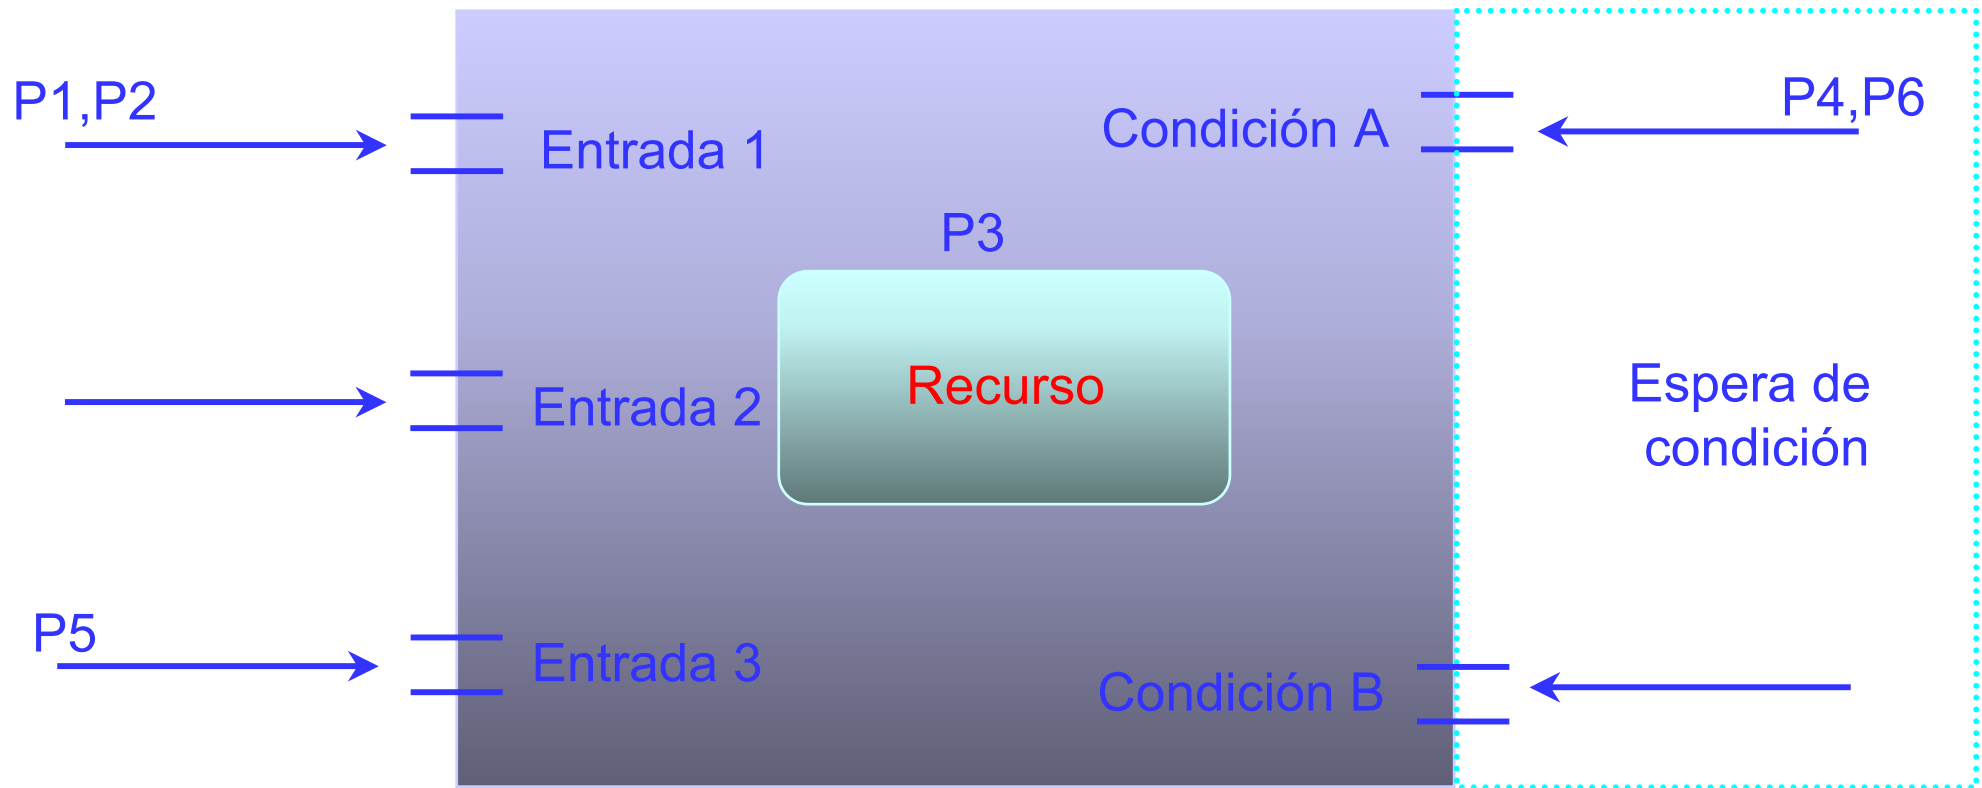 P1,P2
Entrada 1
Condición A
P4,P6
P3
Recurso
Entrada 2
Espera de
condición
P5
Entrada 3
Condición B